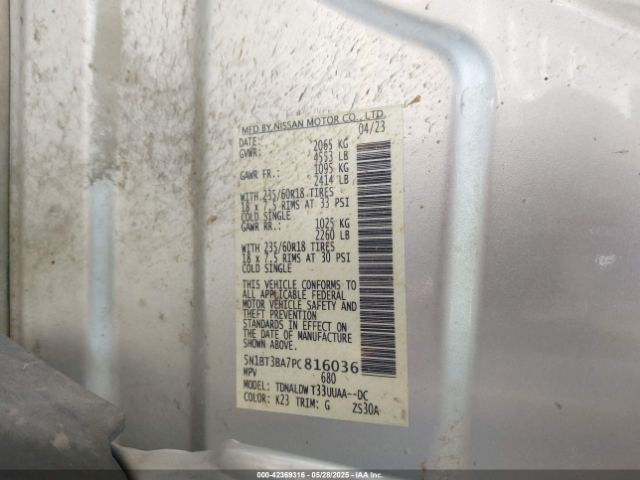 MFD BY NISSAN MOTOR CO., LTD.
DATE: 04/23
GVWR: 2065 KG
4553 LB
GAWR FR.: 1095 KG
2414 LB
WITH 235/60R18 TIRES
18 x 7.5 RIMS AT 33 PSI
COLD SINGLE
GAWR RR.: 1025 KG
2260 LB
WITH 235/60R18 TIRES
18 x 7.5 RIMS AT 30 PSI
COLD SINGLE
THIS VEHICLE CONFORMS TO
ALL APPLICABLE FEDERAL
MOTOR VEHICLE SAFETY AND
THEFT PREVENTION
STANDARDS IN EFFECT
ON THE DATE OF MANUFACTURE
SHOWN ABOVE.
5N1BT3BA7PC816036
MPV 680
MODEL: TDNALDW T33UUAA--DC
COLOR: K23 TRIM: G ZS30A
000-42369316 - 05/28/2025 - IAAI.COM